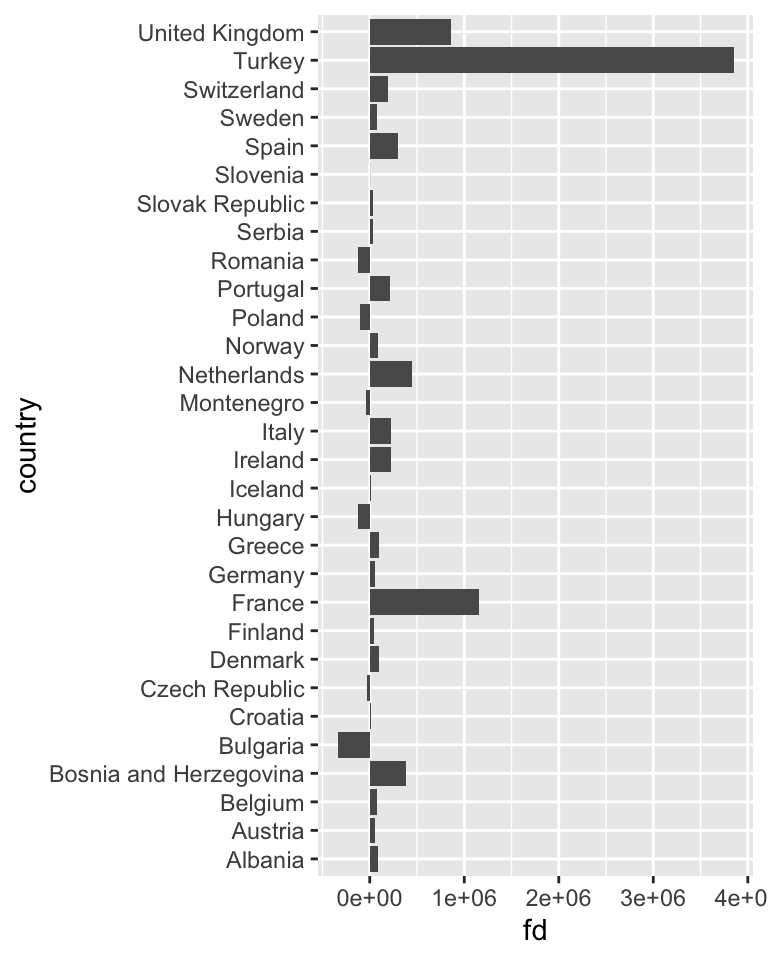 United Kingdom
Turkey
Switzerland
Sweden
Spain
Slovenia
Slovak Republic
Serbia
Romania
Portugal
Poland
Norway
Netherlands
Montenegro
Italy
Ireland
Iceland
Hungary
Greece
Germany
France
Finland
Denmark
Czech Republic
Croatia
Bulgaria
Bosnia and Herzegovina
Belgium
Austria
Albania
country
0e+00 1e+06 2e+06 3e+06 4e+0
fd